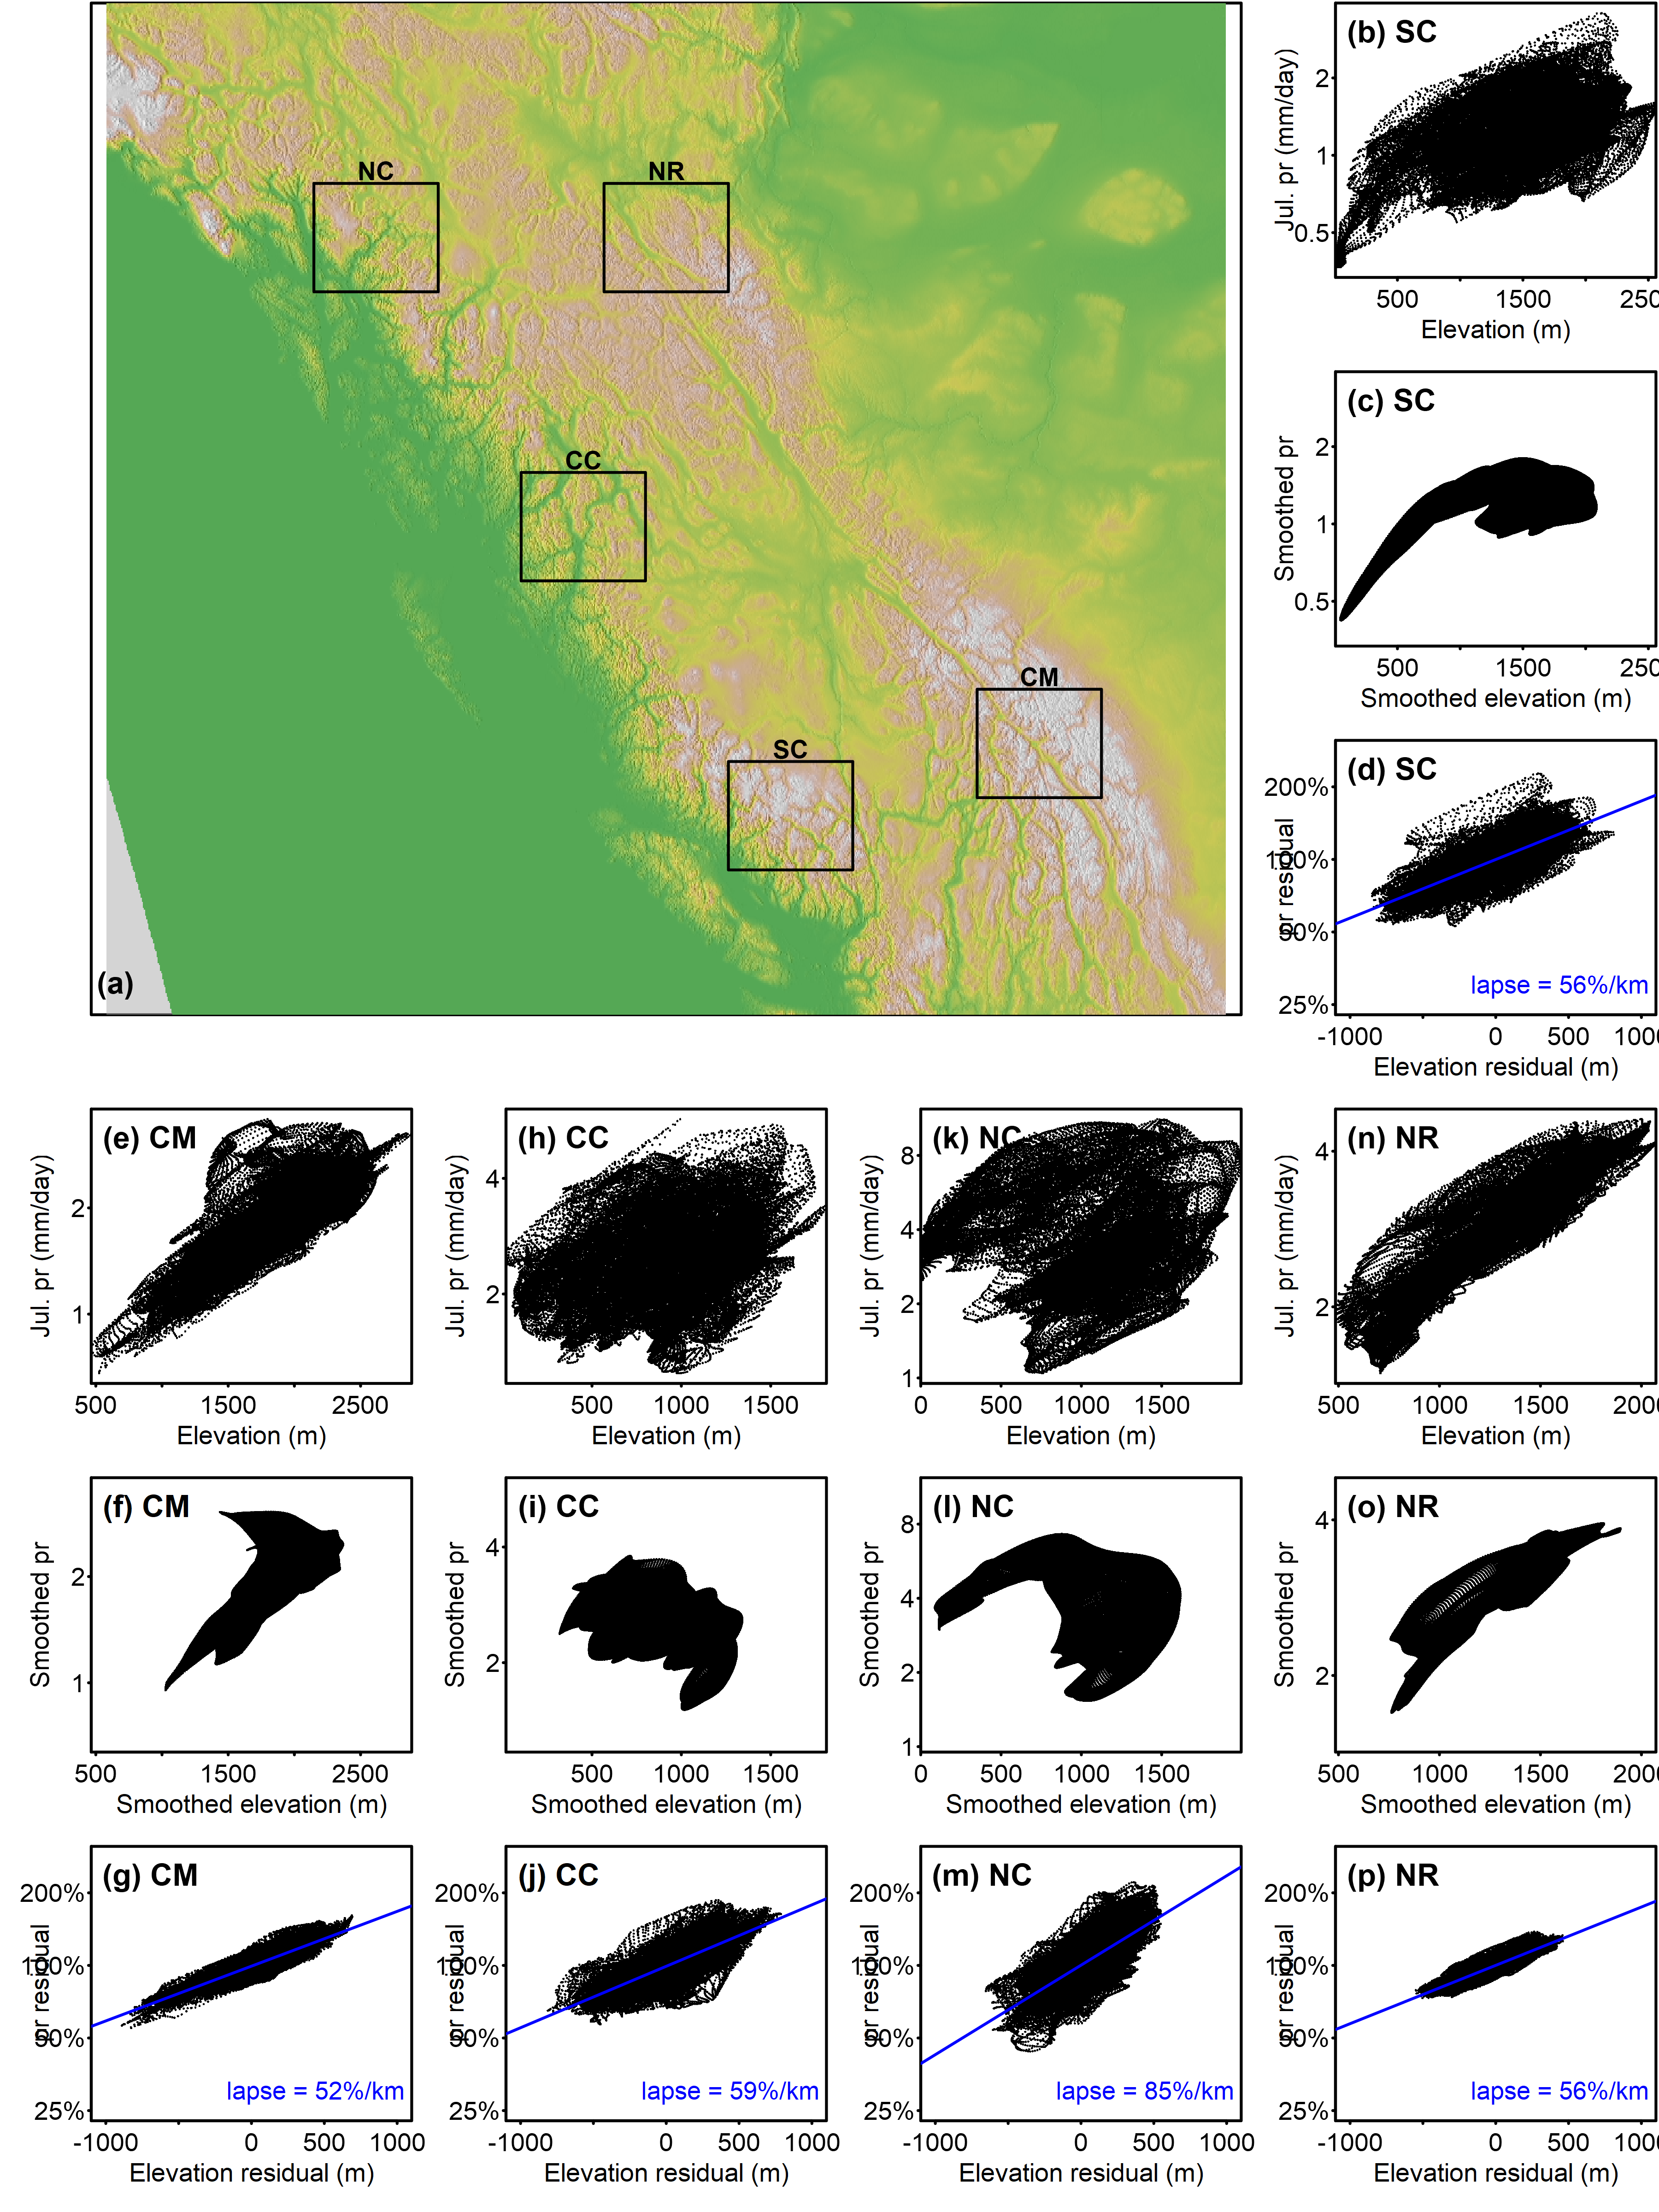 NC
NR
CC
CM
SC
(a)
(b) SC
Jul. pr (mm/day)
2
1
0.5
500
1500
250
Elevation (m)
(c) SC
Smoothed pr
2
1
0.5
500
1500
250
Smoothed elevation (m)
(d) SC
pr residual
200%
100%
50%
25%
lapse = 56%/km
-1000
0
500
1000
Elevation residual (m)
(e) CM
Jul. pr (mm/day)
2
1
500
1500
2500
Elevation (m)
(h) CC
Jul. pr (mm/day)
4
2
500
1000
1500
Elevation (m)
(k) NC
Jul. pr (mm/day)
8
4
2
1
0
500
1000
1500
Elevation (m)
(n) NR
Jul. pr (mm/day)
4
2
500
1000
1500
2000
Elevation (m)
(f) CM
Smoothed pr
2
1
500
1500
2500
Smoothed elevation (m)
(i) CC
Smoothed pr
4
2
500
1000
1500
Smoothed elevation (m)
(l) NC
Smoothed pr
8
4
2
1
0
500
1000
1500
Smoothed elevation (m)
(o) NR
Smoothed pr
4
2
500
1000
1500
2000
Smoothed elevation (m)
(g) CM
pr residual
200%
100%
50%
25%
lapse = 52%/km
-1000
0
500
1000
Elevation residual (m)
(j) CC
pr residual
200%
100%
50%
25%
lapse = 59%/km
-1000
0
500
1000
Elevation residual (m)
(m) NC
pr residual
200%
100%
50%
25%
lapse = 85%/km
-1000
0
500
1000
Elevation residual (m)
(p) NR
pr residual
200%
100%
50%
25%
lapse = 56%/km
-1000
0
500
1000
Elevation residual (m)